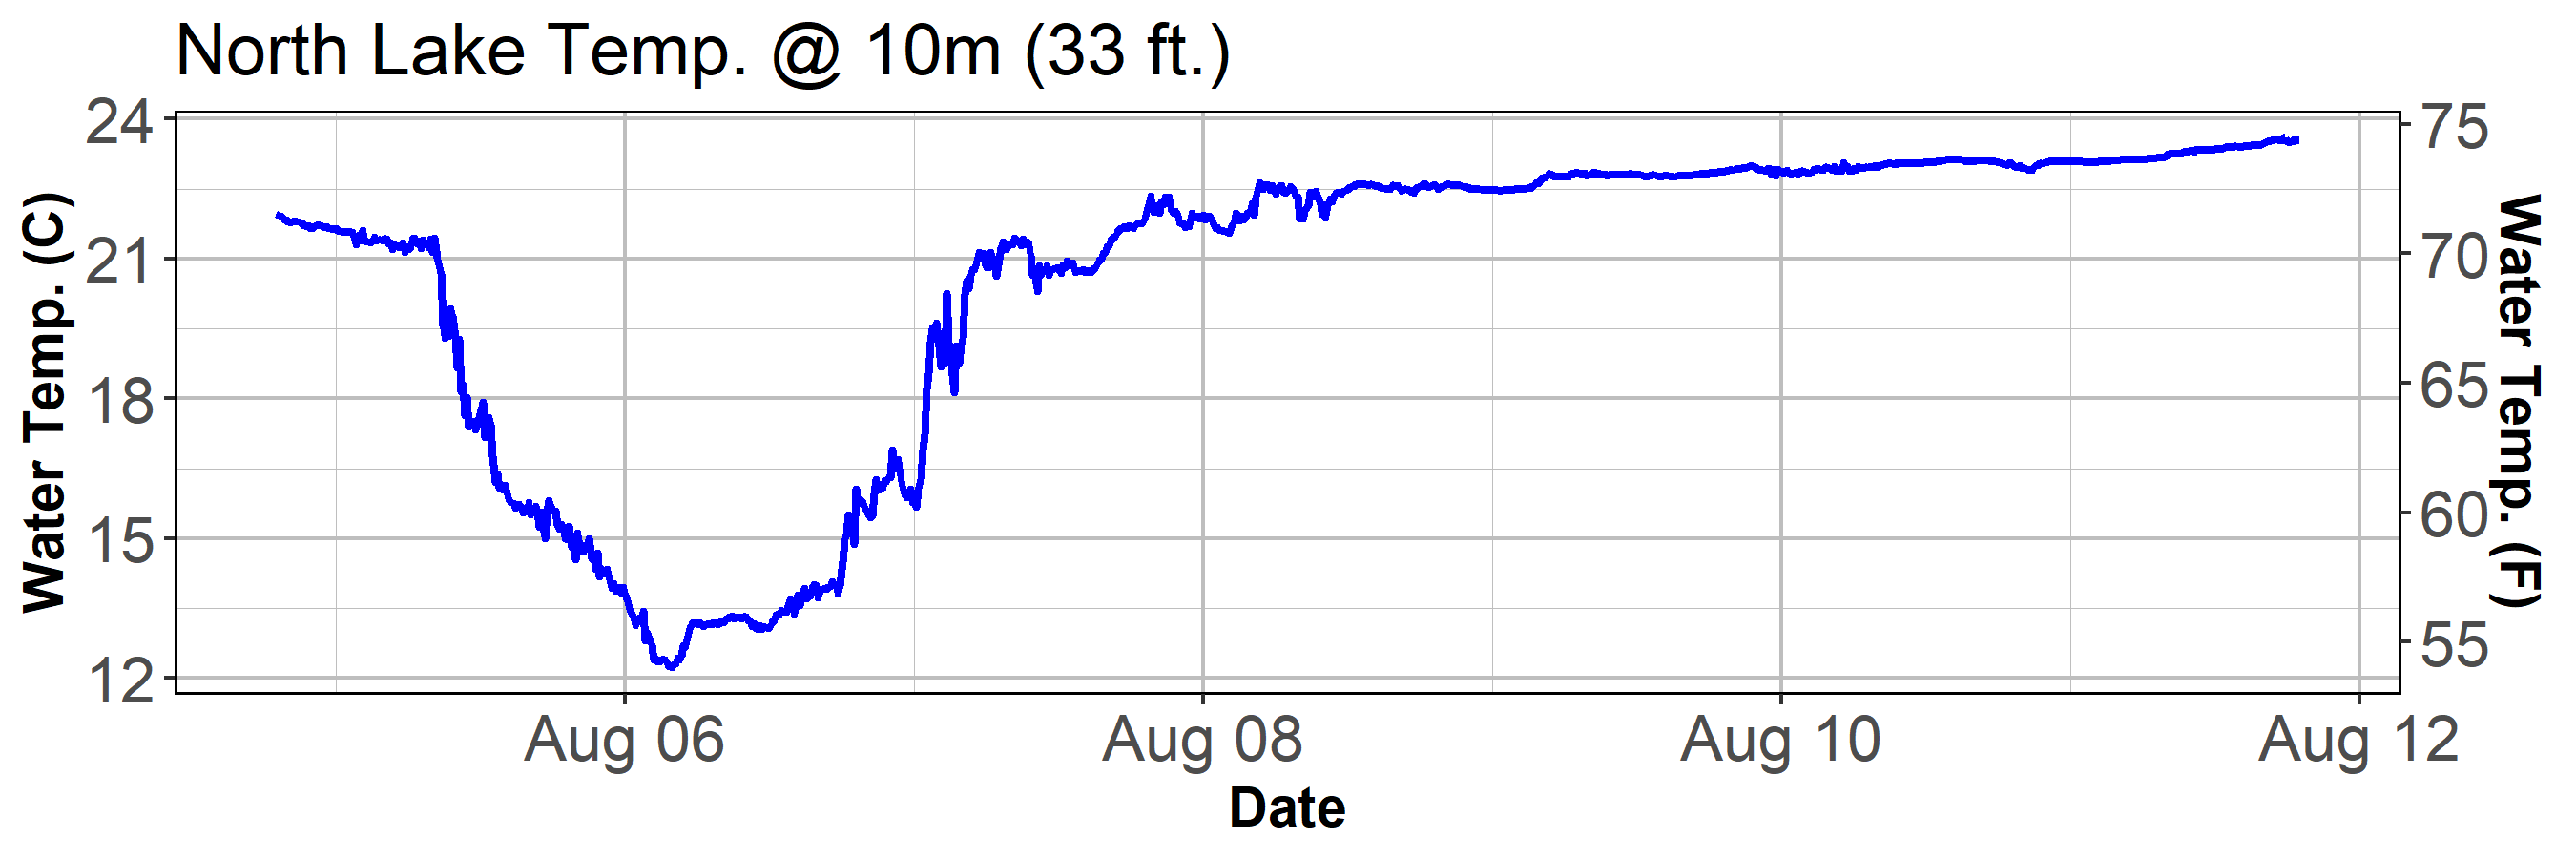 North Lake Temp. @ 10m (33 ft.)
Water Temp. (C)
24
21
18
15
12
75
70
65
60
55
Water Temp. (F)
Aug 06 Aug 08 Aug 10 Aug 12
Date